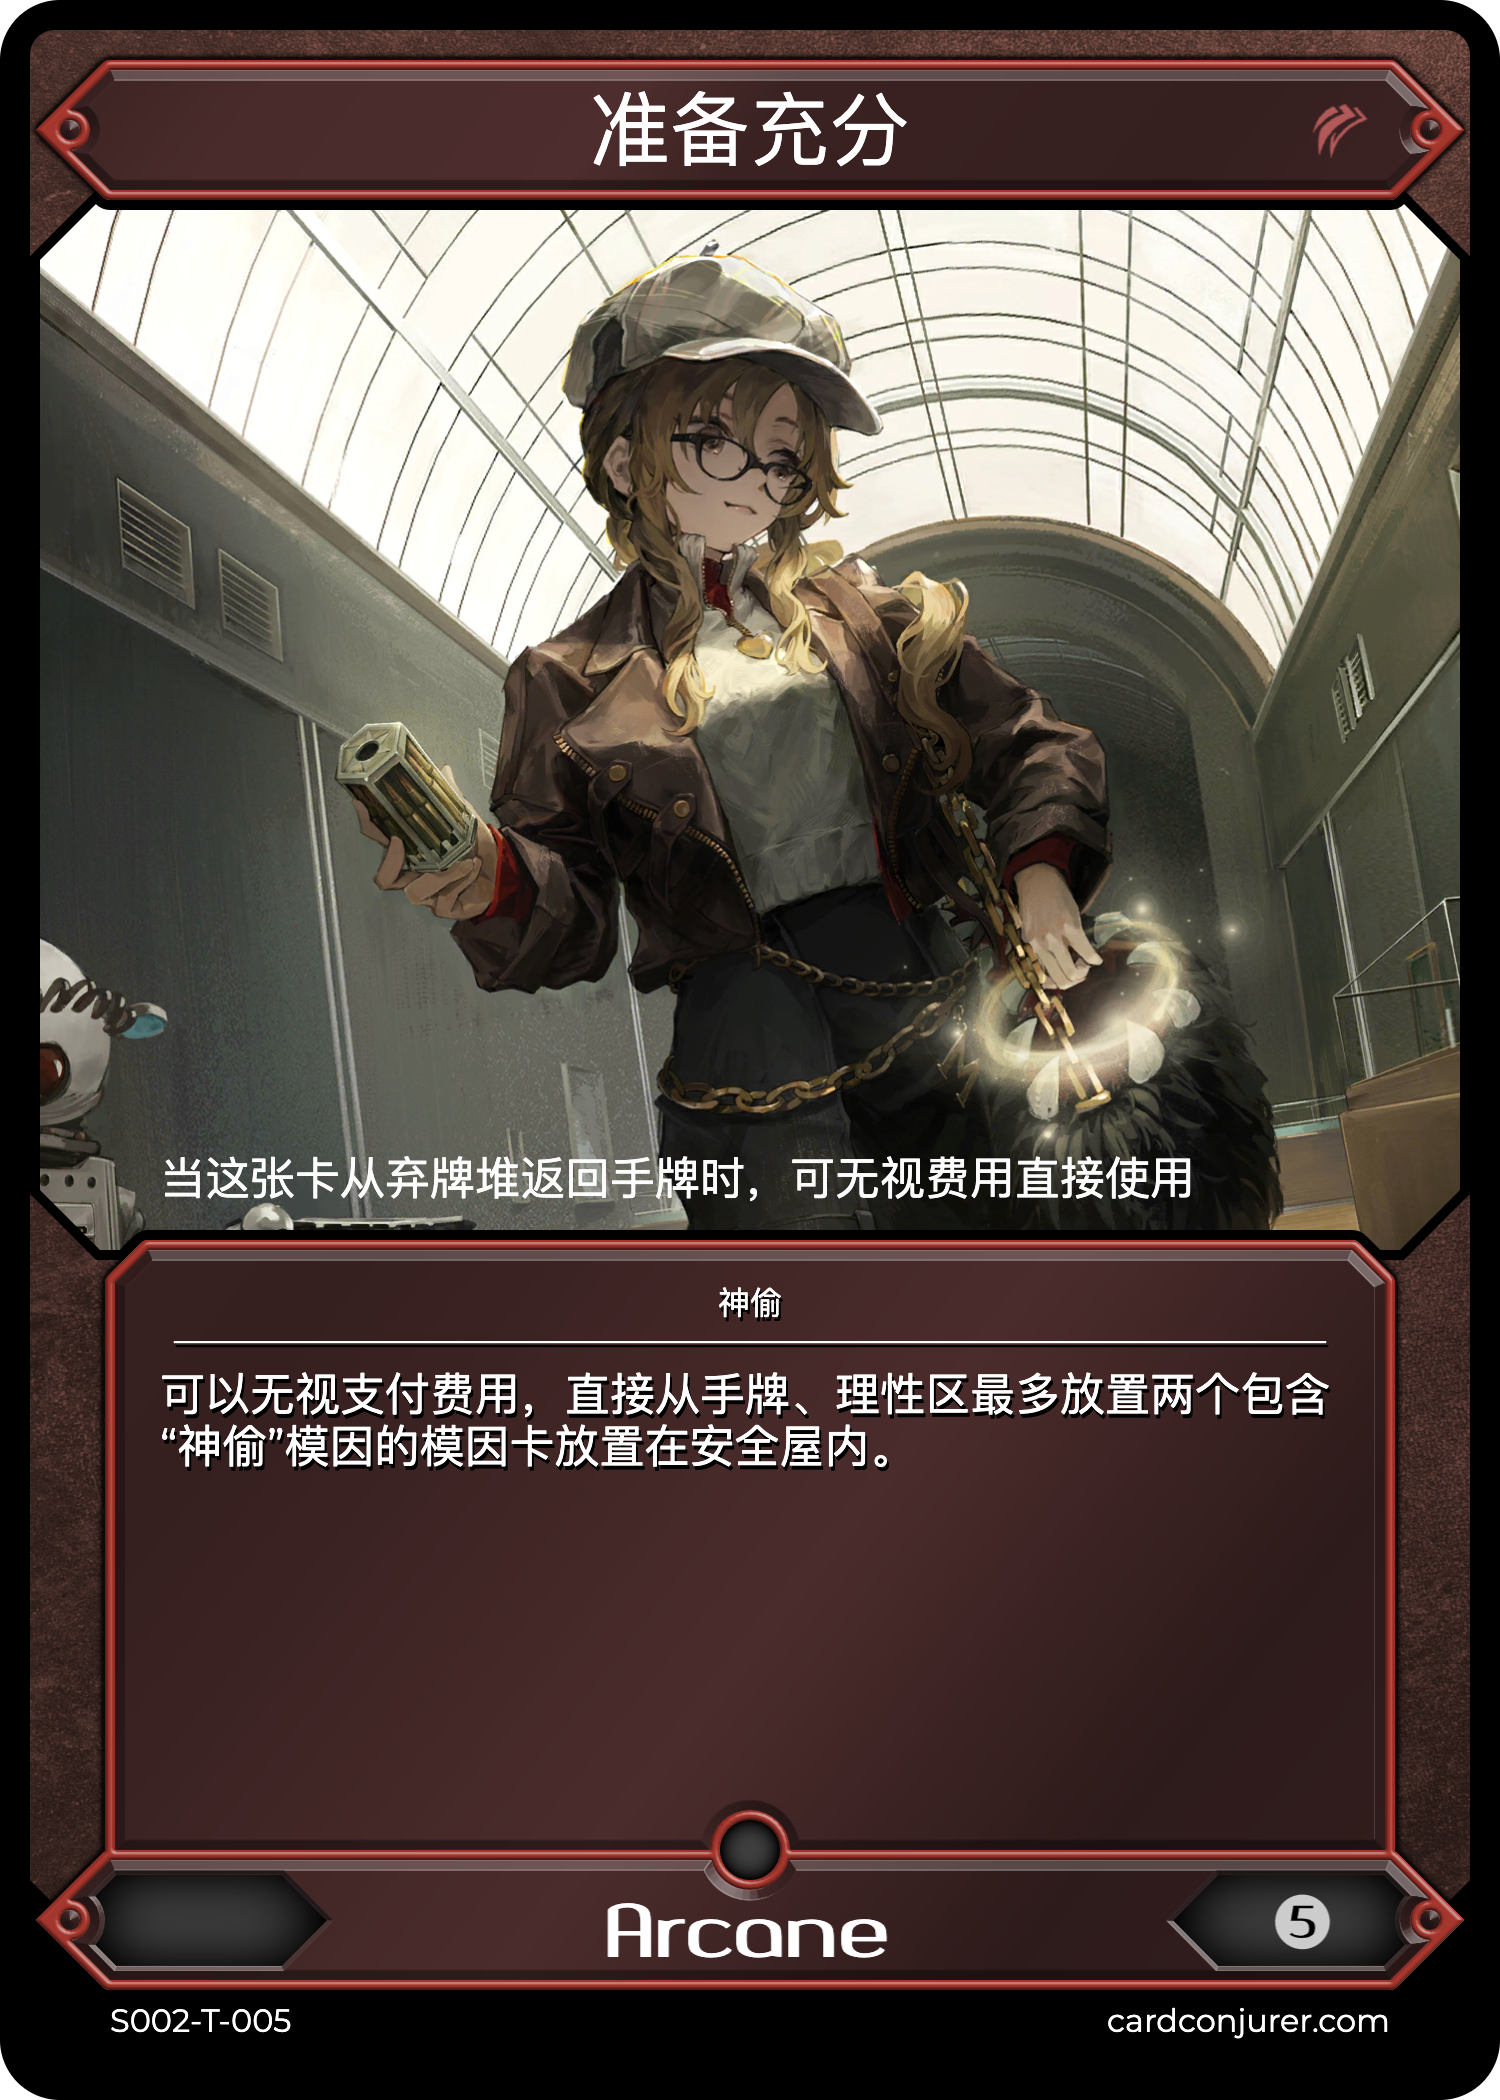 准备充分
当这张卡从弃牌堆返回手牌时，可无视费用直接使用
神偷
可以无视支付费用，直接从手牌、理性区最多放置两个包含
“神偷”模因的模因卡放置在安全屋内。
Arcane
5
S002-T-005
cardconjurer.com